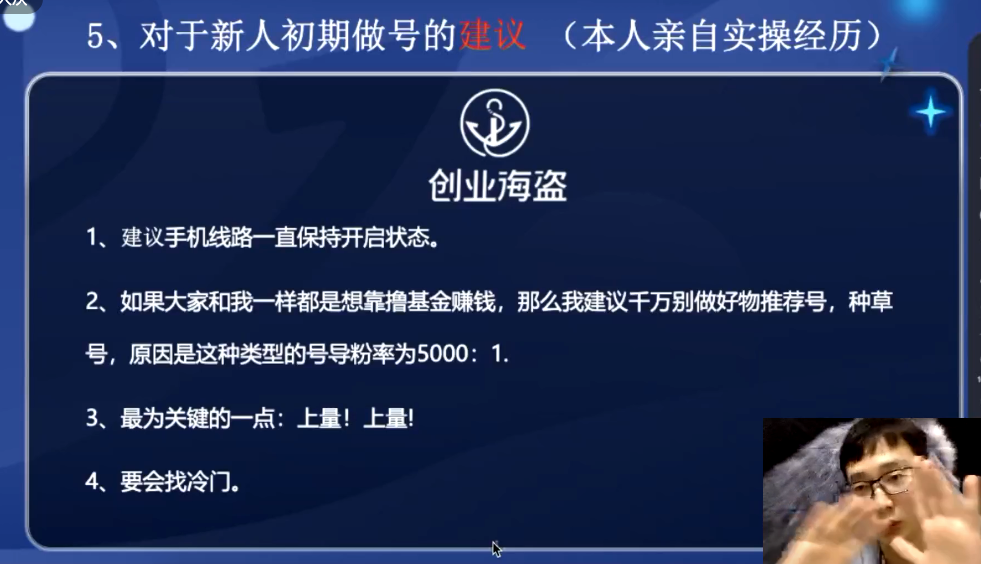 5、对于新人初期做号的建议 （本人亲自实操经历）
创业海盗
1、建议手机线路一直保持开启状态。
2、如果大家和我一样都是想靠撸基金赚钱，那么我建议千万别做好物推荐号，种草
号，原因是这种类型的号导粉率为5000：1.
3、最为关键的一点：上量！上量!
4、要会找冷门。